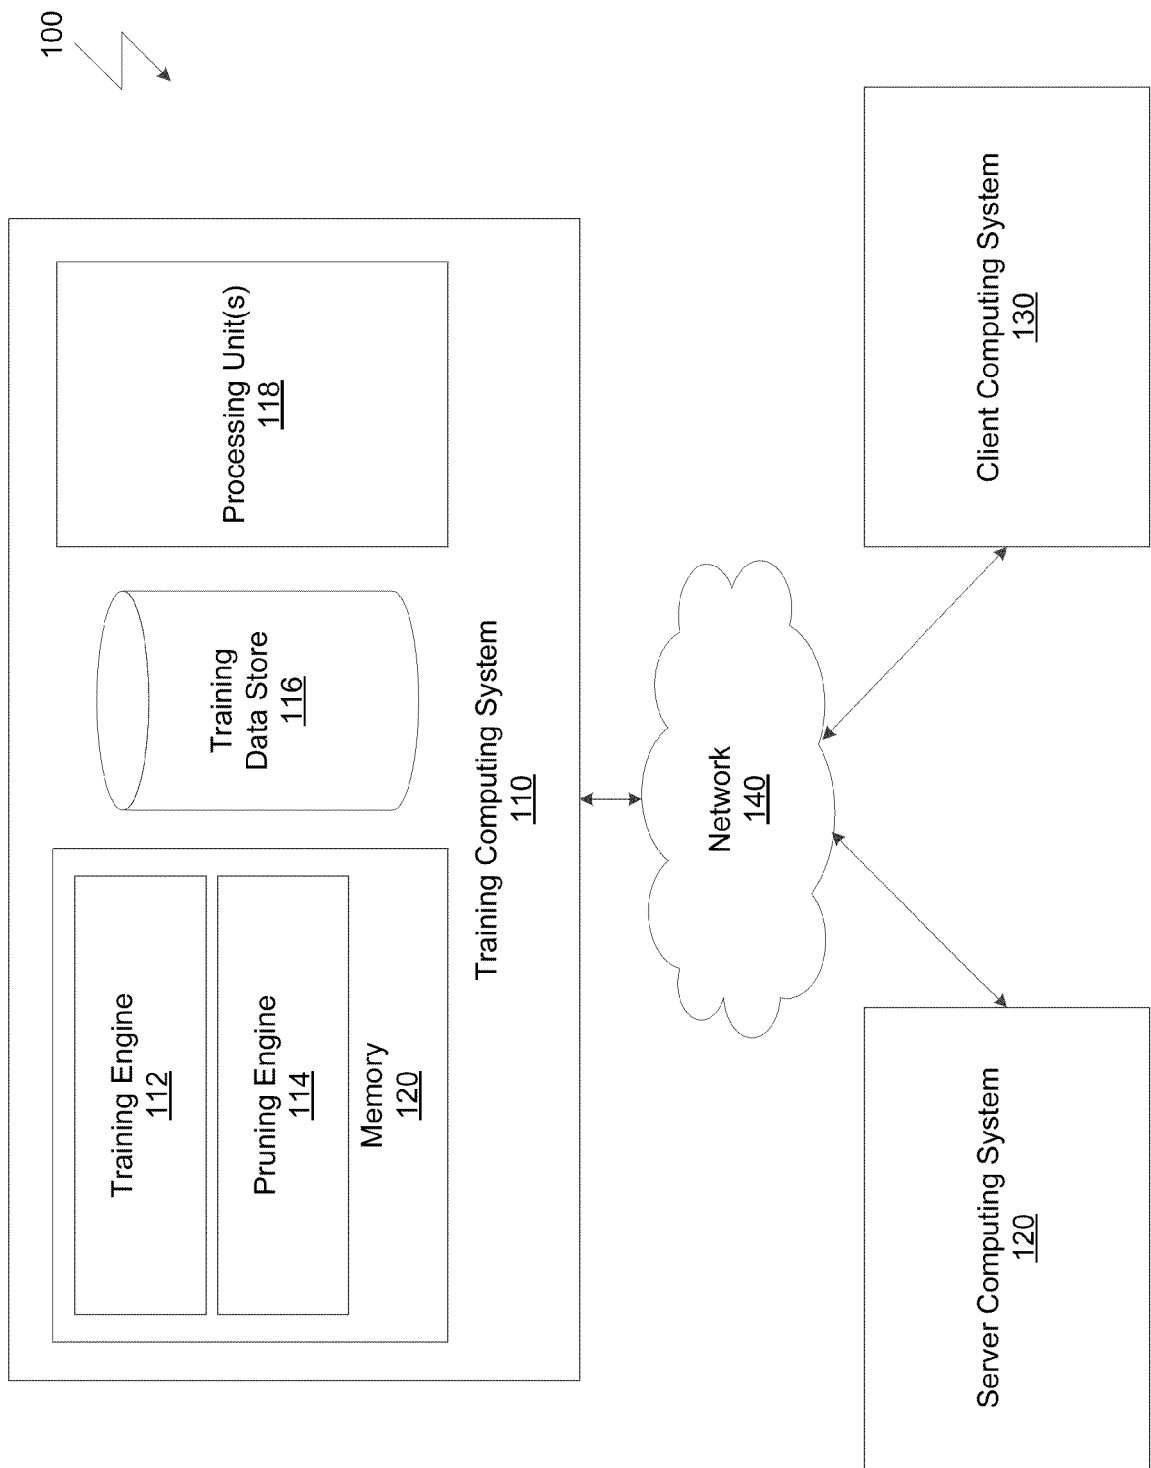 100
Training Engine
112
Pruning Engine
114
Memory
120
Training
Data Store
116
Processing Unit(s)
118
Training Computing System
110
Network
140
Server Computing System
120
Client Computing System
130